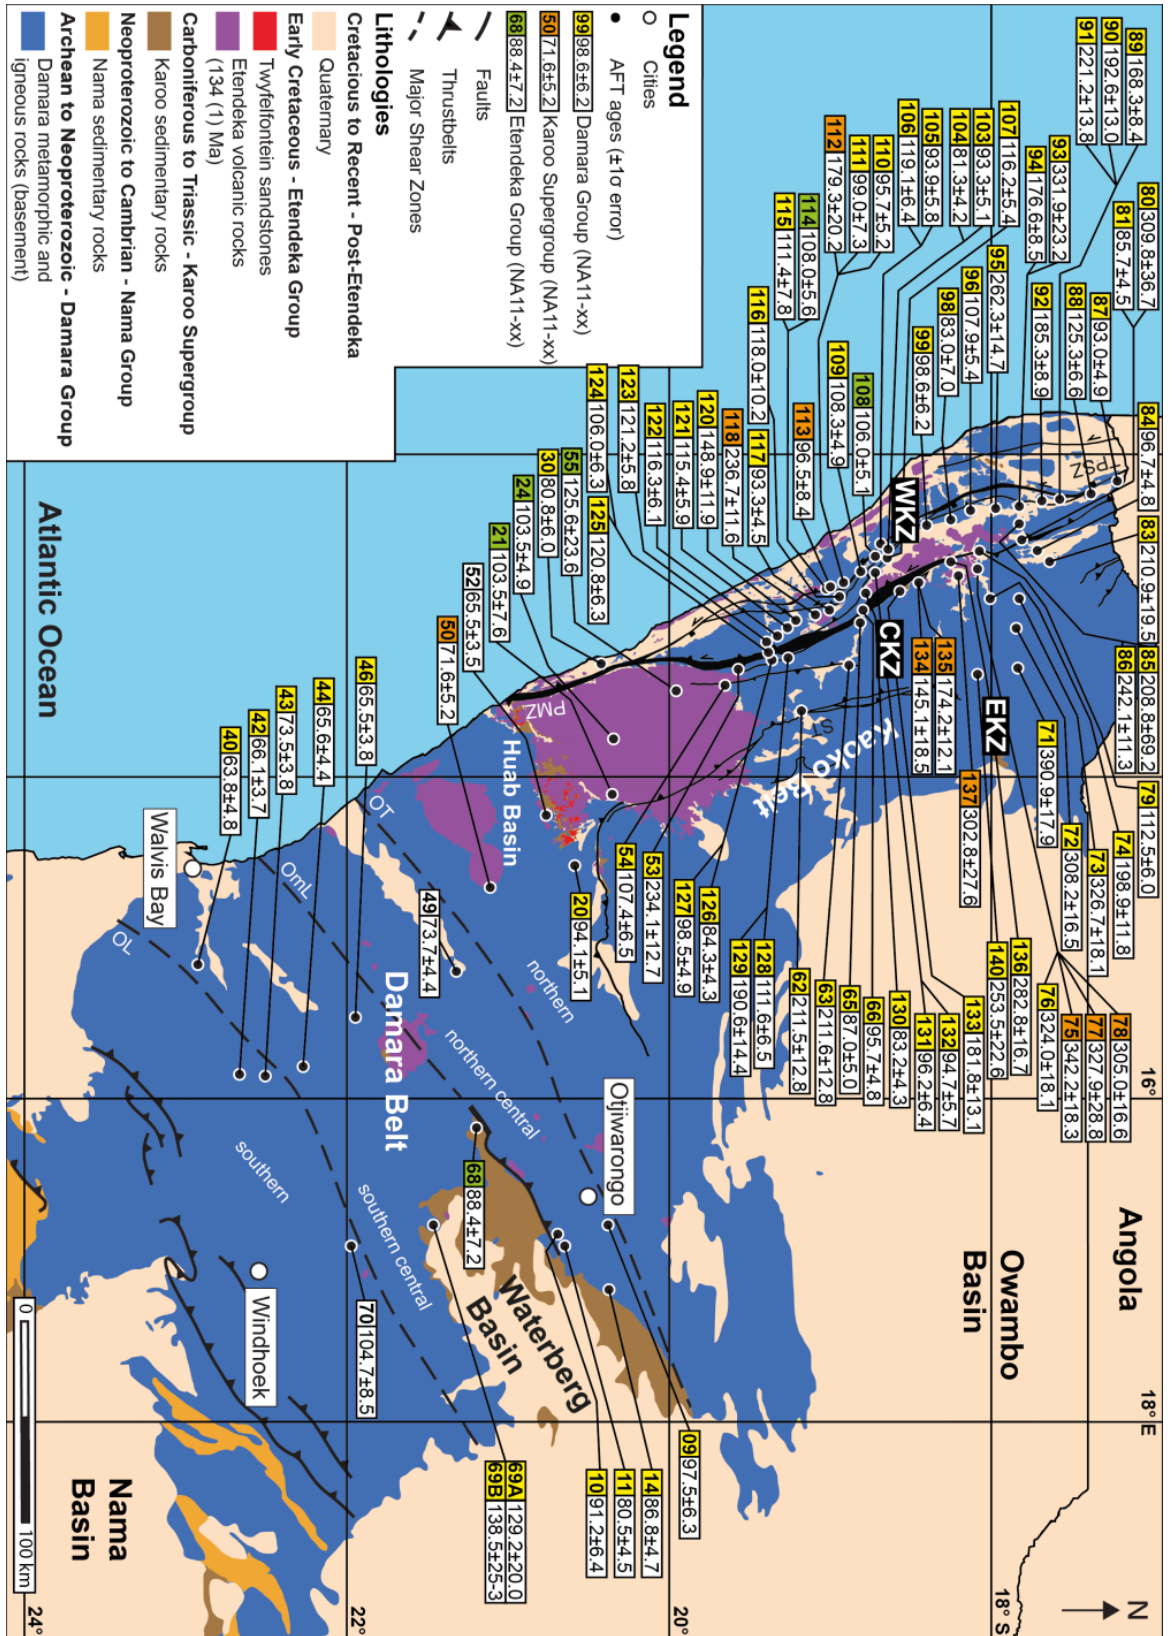 89 168.3±8.4
90 192.6±13.0
91 221.2±13.8
80 309.8±36.7
81 85.7±4.5
93 331.9±23.2
94 176.6±8.5
87 93.0±4.9
88 125.3±6.6
92 185.3±8.9
95 262.3±14.7
96 107.9±5.4
98 83.0±7.0
99 98.6±6.2
107 116.2±5.4
103 93.3±5.1
104 81.3±4.2
105 93.9±5.8
106 119.1±6.4
110 95.7±5.2
111 99.0±7.3
112 179.3±20.2
114 108.0±5.6
115 111.4±7.8
116 118.0±10.2
108 106.0±5.1
109 108.3±4.9
113 96.5±8.4
117 93.3±4.5
118 236.7±11.6
120 148.9±11.9
121 115.4±5.9
122 116.3±6.1
123 121.2±5.8
124 106.0±6.3
125 120.8±6.3
55 125.6±23.6
30 80.8±6.0
24 103.5±4.9
21 103.5±7.6
52 65.5±3.5
50 71.6±5.2
46 65.5±3.8
44 65.6±4.4
43 73.5±3.8
42 66.1±3.7
40 63.8±4.8
84 96.7±4.8
83 210.9±19.5
85 208.8±69.2
86 242.1±11.3
79 112.5±6.0
74 198.9±11.8
73 326.7±18.1
72 308.2±16.5
71 390.9±17.9
78 305.0±16.6
77 327.9±28.8
75 342.2±18.3
76 324.0±18.1
135 174.2±12.1
134 145.1±18.5
137 302.8±27.6
136 282.8±16.7
140 253.5±22.6
133 181.8±13.1
132 94.7±5.7
131 96.2±6.4
130 83.2±4.3
66 95.7±4.8
65 87.0±5.0
63 211.6±12.8
62 211.5±12.8
128 111.6±6.5
129 190.6±14.4
126 84.3±4.3
127 98.5±4.9
53 234.1±12.7
54 107.4±6.5
20 94.1±5.1
49 73.7±4.4
68 88.4±7.2
70 104.7±8.5
09 97.5±6.3
14 86.8±4.7
11 80.5±4.5
10 91.2±6.4
69A 129.2±20.0
69B 138.5±25-3
N
Angola
Owambo
Basin
Kaoko Belt
WKZ
CKZ
EKZ
PSZ
ST
PMZ
Huab Basin
OT
OmL
OL
northern
northern central
southern central
southern
Damara Belt
Waterberg
Basin
Otjiwarongo
Windhoek
Walvis Bay
Nama
Basin
Atlantic Ocean
16°
18°E
18° S
20°
22°
24°
0
100 km
Legend
Cities
AFT ages (±1σ error)
99 98.6±6.2 Damara Group (NA11-xx)
50 71.6±5.2 Karoo Supergroup (NA11-xx)
68 88.4±7.2 Etendeka Group (NA11-xx)
Faults
Thrustbelts
Major Shear Zones
Lithologies
Cretacious to Recent - Post-Etendeka
Quaternary
Early Cretaceous - Etendeka Group
Twyfelfontein sandstones
Etendeka volcanic rocks
(134 (1) Ma)
Carboniferous to Triassic - Karoo Supergroup
Karoo sedimentary rocks
Neoproterozoic to Cambrian - Nama Group
Nama sedimentary rocks
Archean to Neoproterozoic - Damara Group
Damara metamorphic and
igneous rocks (basement)